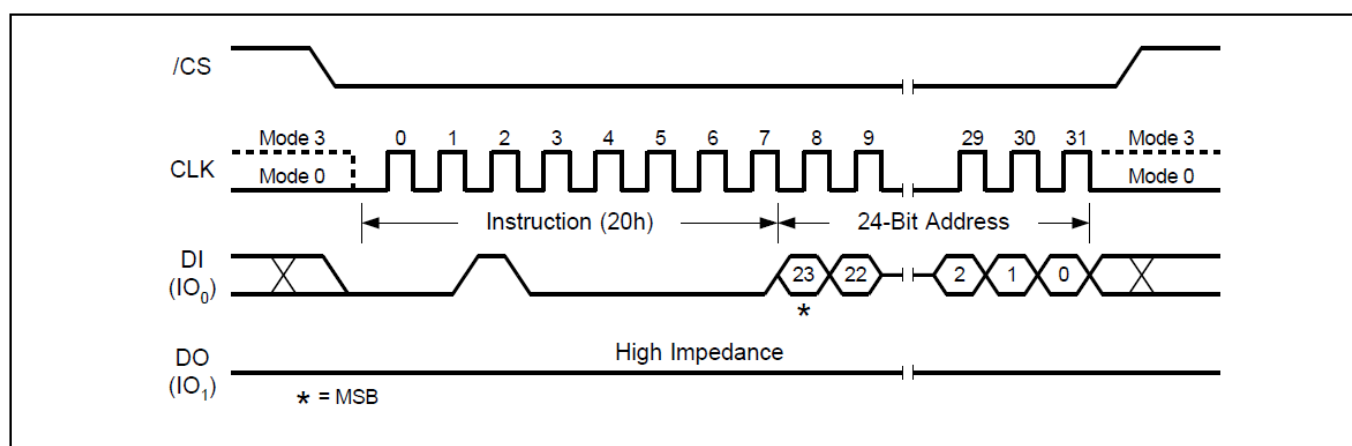 /CS
Mode 3 0 1 2 3 4 5 6 7 8 9 29 30 31 Mode 3
CLK Mode 0 Mode 0
Instruction (20h) 24-Bit Address
DI
(IO₀) 23 22 2 1 0
*
DO High Impedance
(IO₁)
* = MSB